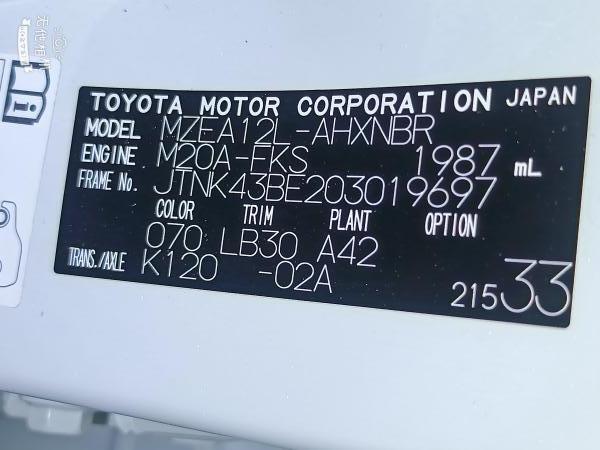 TOYOTA MOTOR CORPORATION JAPAN
MODEL MZEA12L-AHXNBR
ENGINE M20A-FKS 1987 mL
FRAME No. JTNK43BE203019697
COLOR TRIM PLANT OPTION
070 LB30 A42
TRANS./AXLE K120 -02A
21533